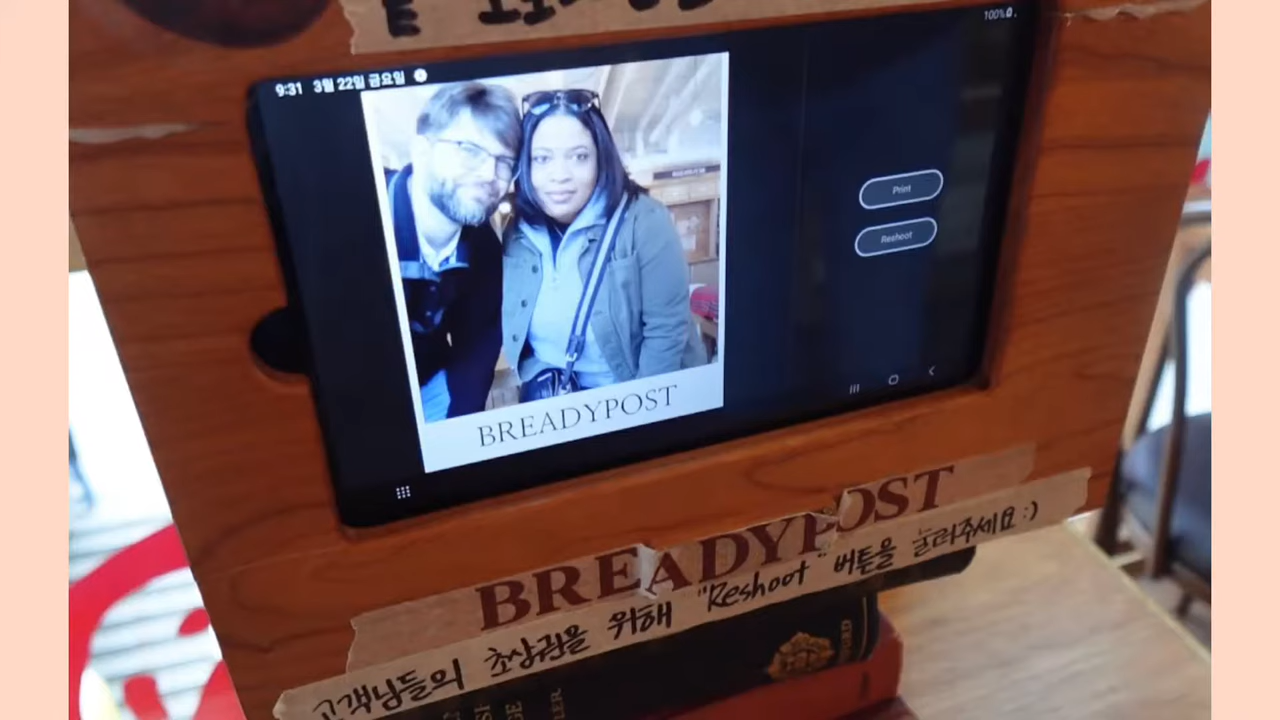 100%
9:31 3월 22일 금요일
Print
Reshoot
BREADYPOST
BREADYPOST
고객님들의 초상권을 위해 "Reshoot" 버튼을 눌러주세요:)